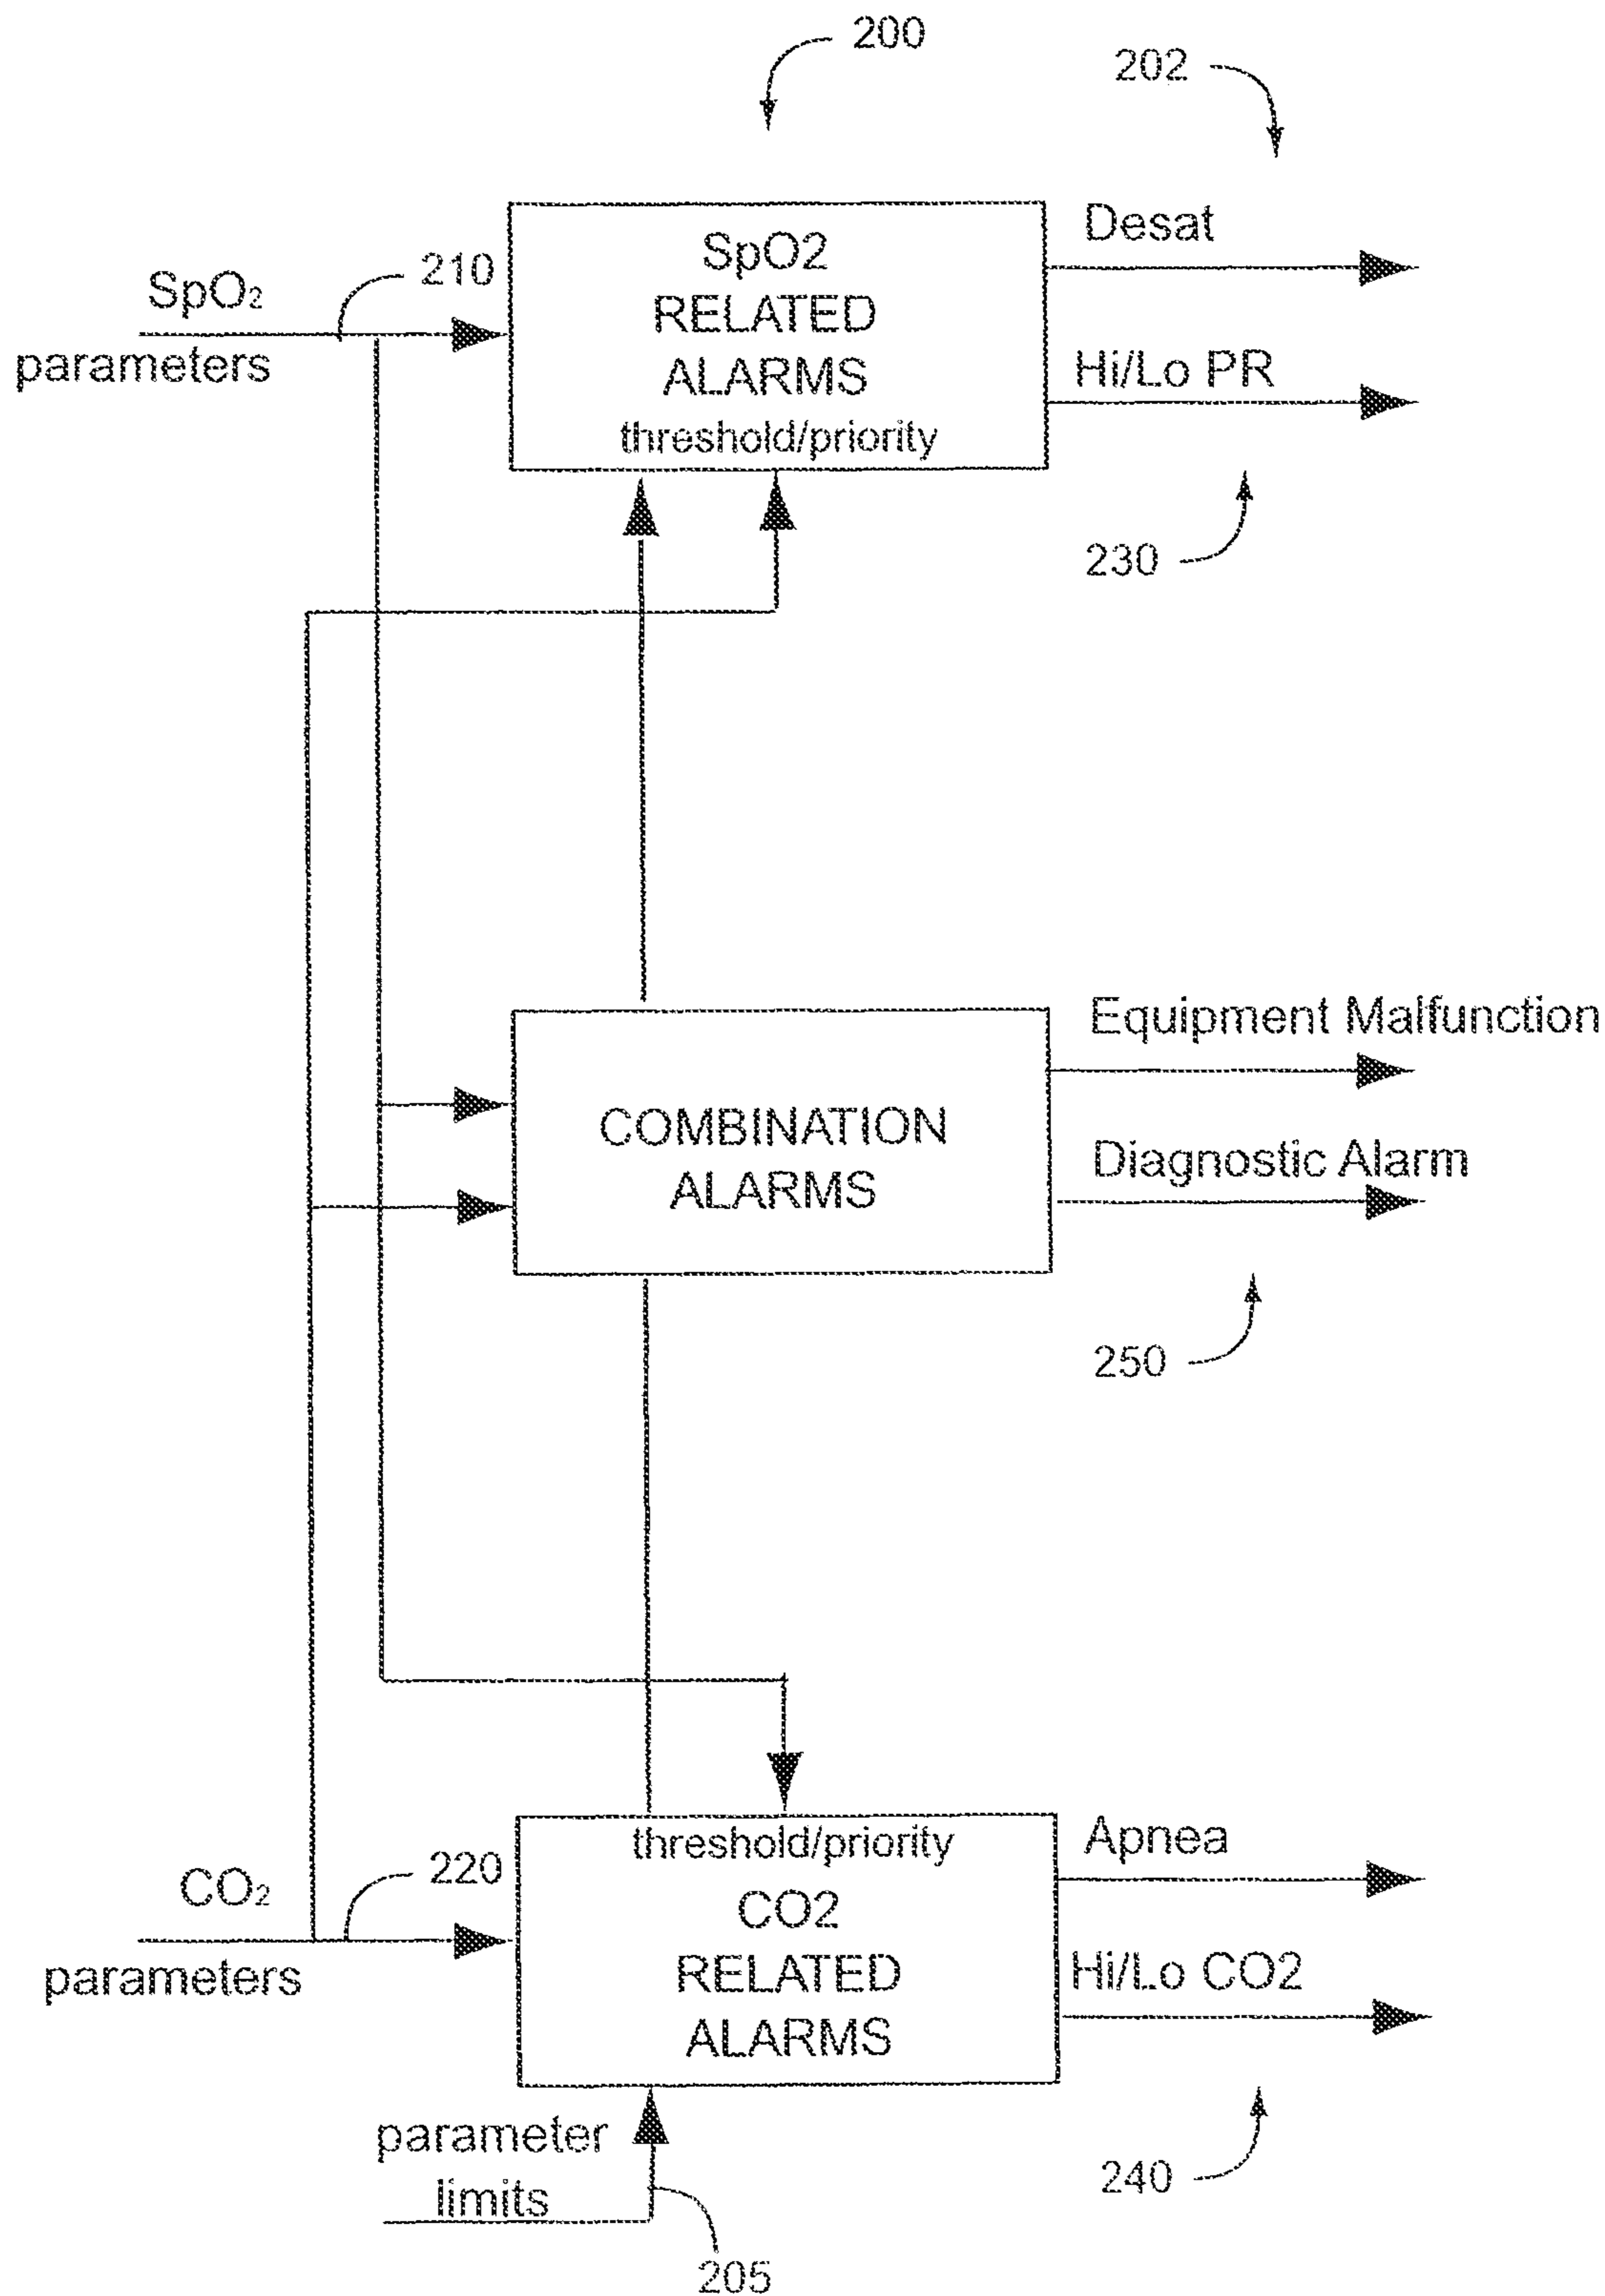 200
202
SpO₂
parameters
210
SpO2
RELATED
ALARMS
threshold/priority
Desat
Hi/Lo PR
230
COMBINATION
ALARMS
Equipment Malfunction
Diagnostic Alarm
250
CO₂
parameters
220
threshold/priority
CO2
RELATED
ALARMS
Apnea
Hi/Lo CO2
240
parameter
limits
205